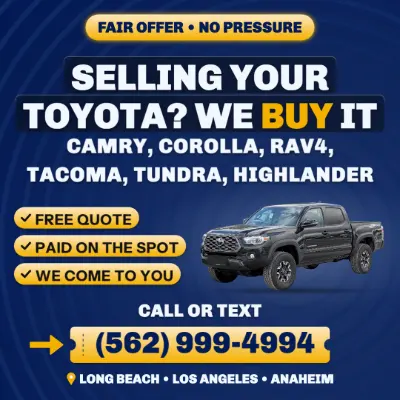 FAIR OFFER • NO PRESSURE
SELLING YOUR
TOYOTA? WE BUY IT
CAMRY, COROLLA, RAV4,
TACOMA, TUNDRA, HIGHLANDER
FREE QUOTE
PAID ON THE SPOT
WE COME TO YOU
CALL OR TEXT
(562) 999-4994
LONG BEACH • LOS ANGELES • ANAHEIM